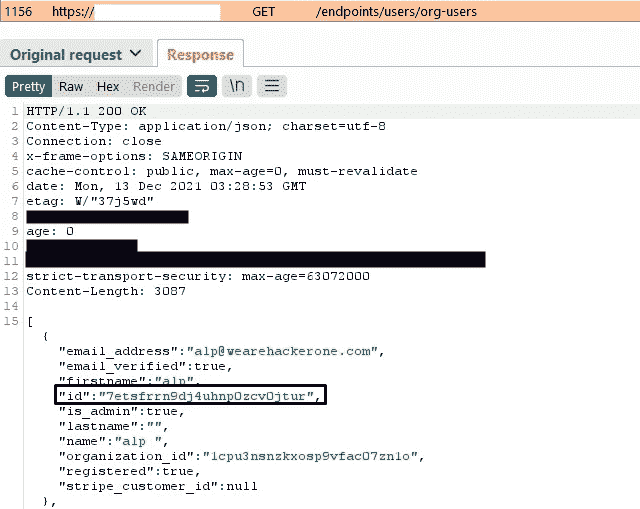 1156 https:// GET /endpoints/users/org-users
Original request Response
Pretty Raw Hex Render \n
1 HTTP/1.1 200 OK
2 Content-Type: application/json; charset=utf-8
3 Connection: close
4 x-frame-options: SAMEORIGIN
5 cache-control: public, max-age=0, must-revalidate
6 date: Mon, 13 Dec 2021 03:28:53 GMT
7 etag: W/"37j5wd"
8
9 age: 0
10
11
12 strict-transport-security: max-age=63072000
13 Content-Length: 3087
14
15 [
{
"email_address":"alp@wearehackerone.com",
"email_verified":true,
"firstname":"alp",
"id":"7etsfrrn9dj4uhnp0zcv0jtur",
"is_admin":true,
"lastname":"",
"name":"alp ",
"organization_id":"1cpu3nsnzkxosp9vfac07zn1o",
"registered":true,
"stripe_customer_id":null
},